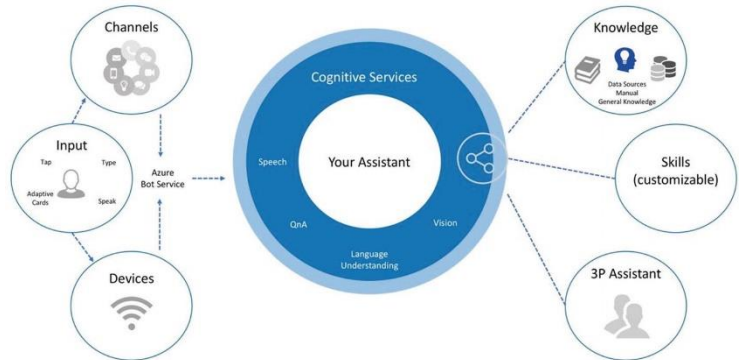 Channels
Input
Tap
Type
Adaptive
Cards
Speak
Devices
Azure
Bot Service
Cognitive Services
Speech
Your Assistant
QnA
Vision
Language
Understanding
Knowledge
Data Sources
Manual
General Knowledge
Skills
(customizable)
3P Assistant